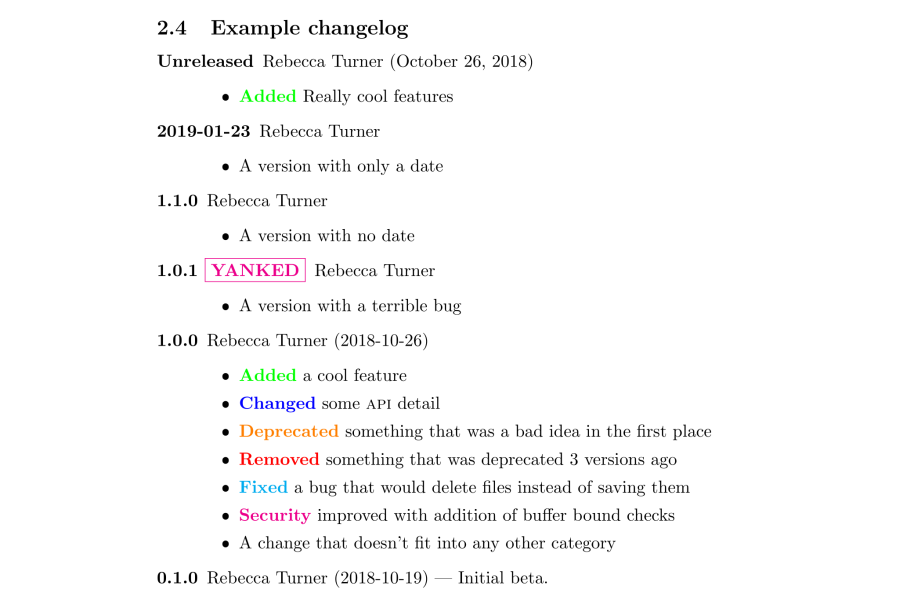 2.4 Example changelog
Unreleased Rebecca Turner (October 26, 2018)
• Added Really cool features
2019-01-23 Rebecca Turner
• A version with only a date
1.1.0 Rebecca Turner
• A version with no date
1.0.1 YANKED Rebecca Turner
• A version with a terrible bug
1.0.0 Rebecca Turner (2018-10-26)
• Added a cool feature
• Changed some API detail
• Deprecated something that was a bad idea in the first place
• Removed something that was deprecated 3 versions ago
• Fixed a bug that would delete files instead of saving them
• Security improved with addition of buffer bound checks
• A change that doesn't fit into any other category
0.1.0 Rebecca Turner (2018-10-19) — Initial beta.